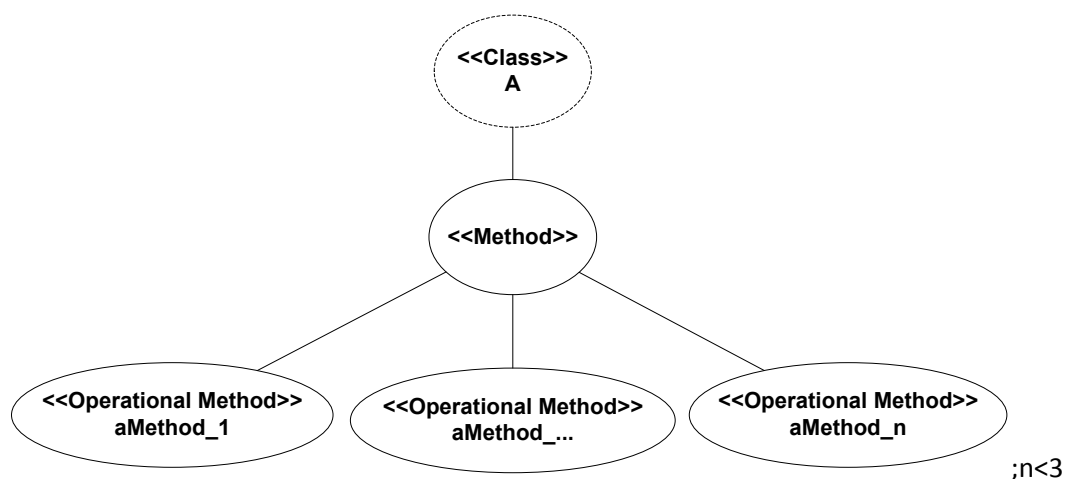 <<Class>>
A
<<Method>>
<<Operational Method>>
aMethod_1
<<Operational Method>>
aMethod_...
<<Operational Method>>
aMethod_n
;n<3